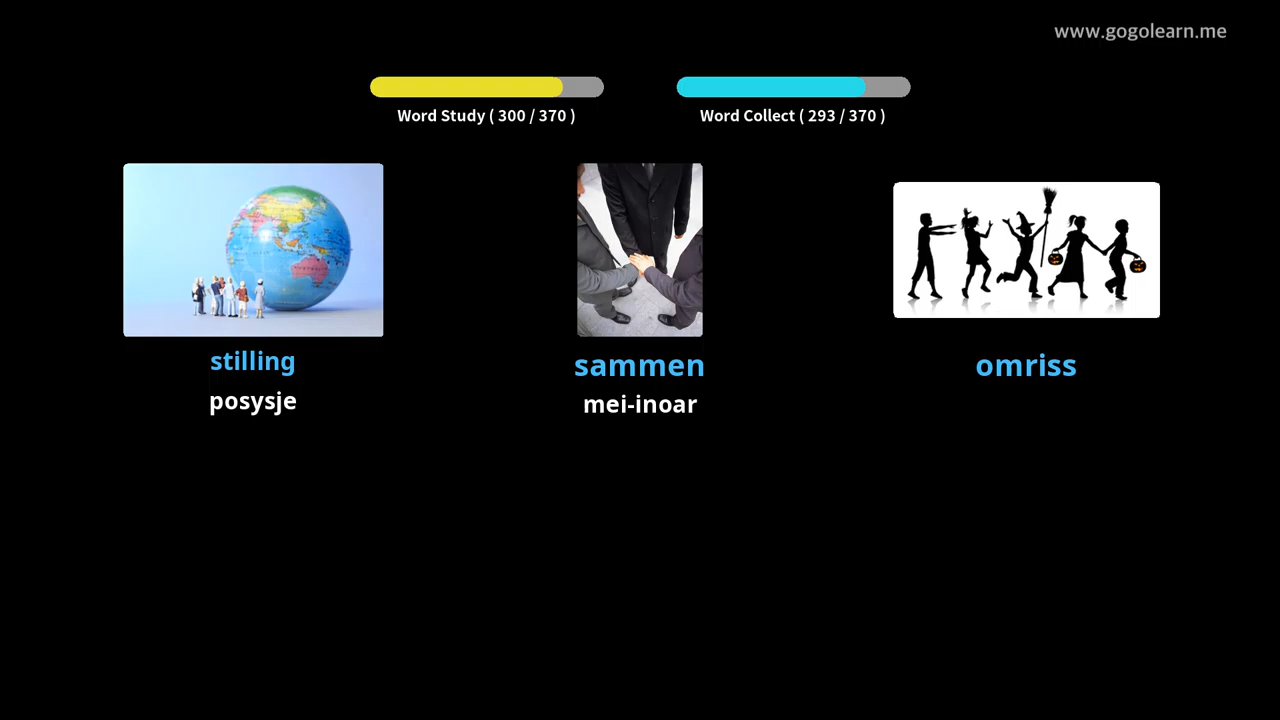 www.gogolearn.me
Word Study ( 300 / 370 )
Word Collect ( 293 / 370 )
stilling
sammen
omriss
posysje
mei-inoar